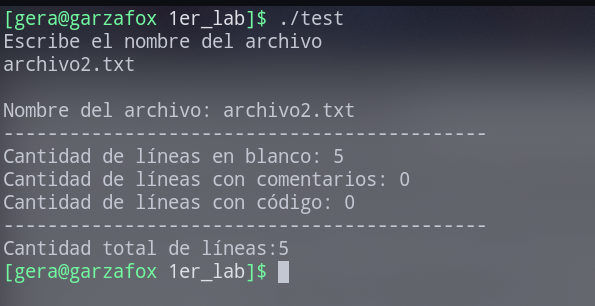 [gera@garzafox 1er_lab]$ ./test
Escribe el nombre del archivo
archivo2.txt
Nombre del archivo: archivo2.txt
--------------------------------------------
Cantidad de líneas en blanco: 5
Cantidad de líneas con comentarios: 0
Cantidad de líneas con código: 0
--------------------------------------------
Cantidad total de líneas:5
[gera@garzafox 1er_lab]$